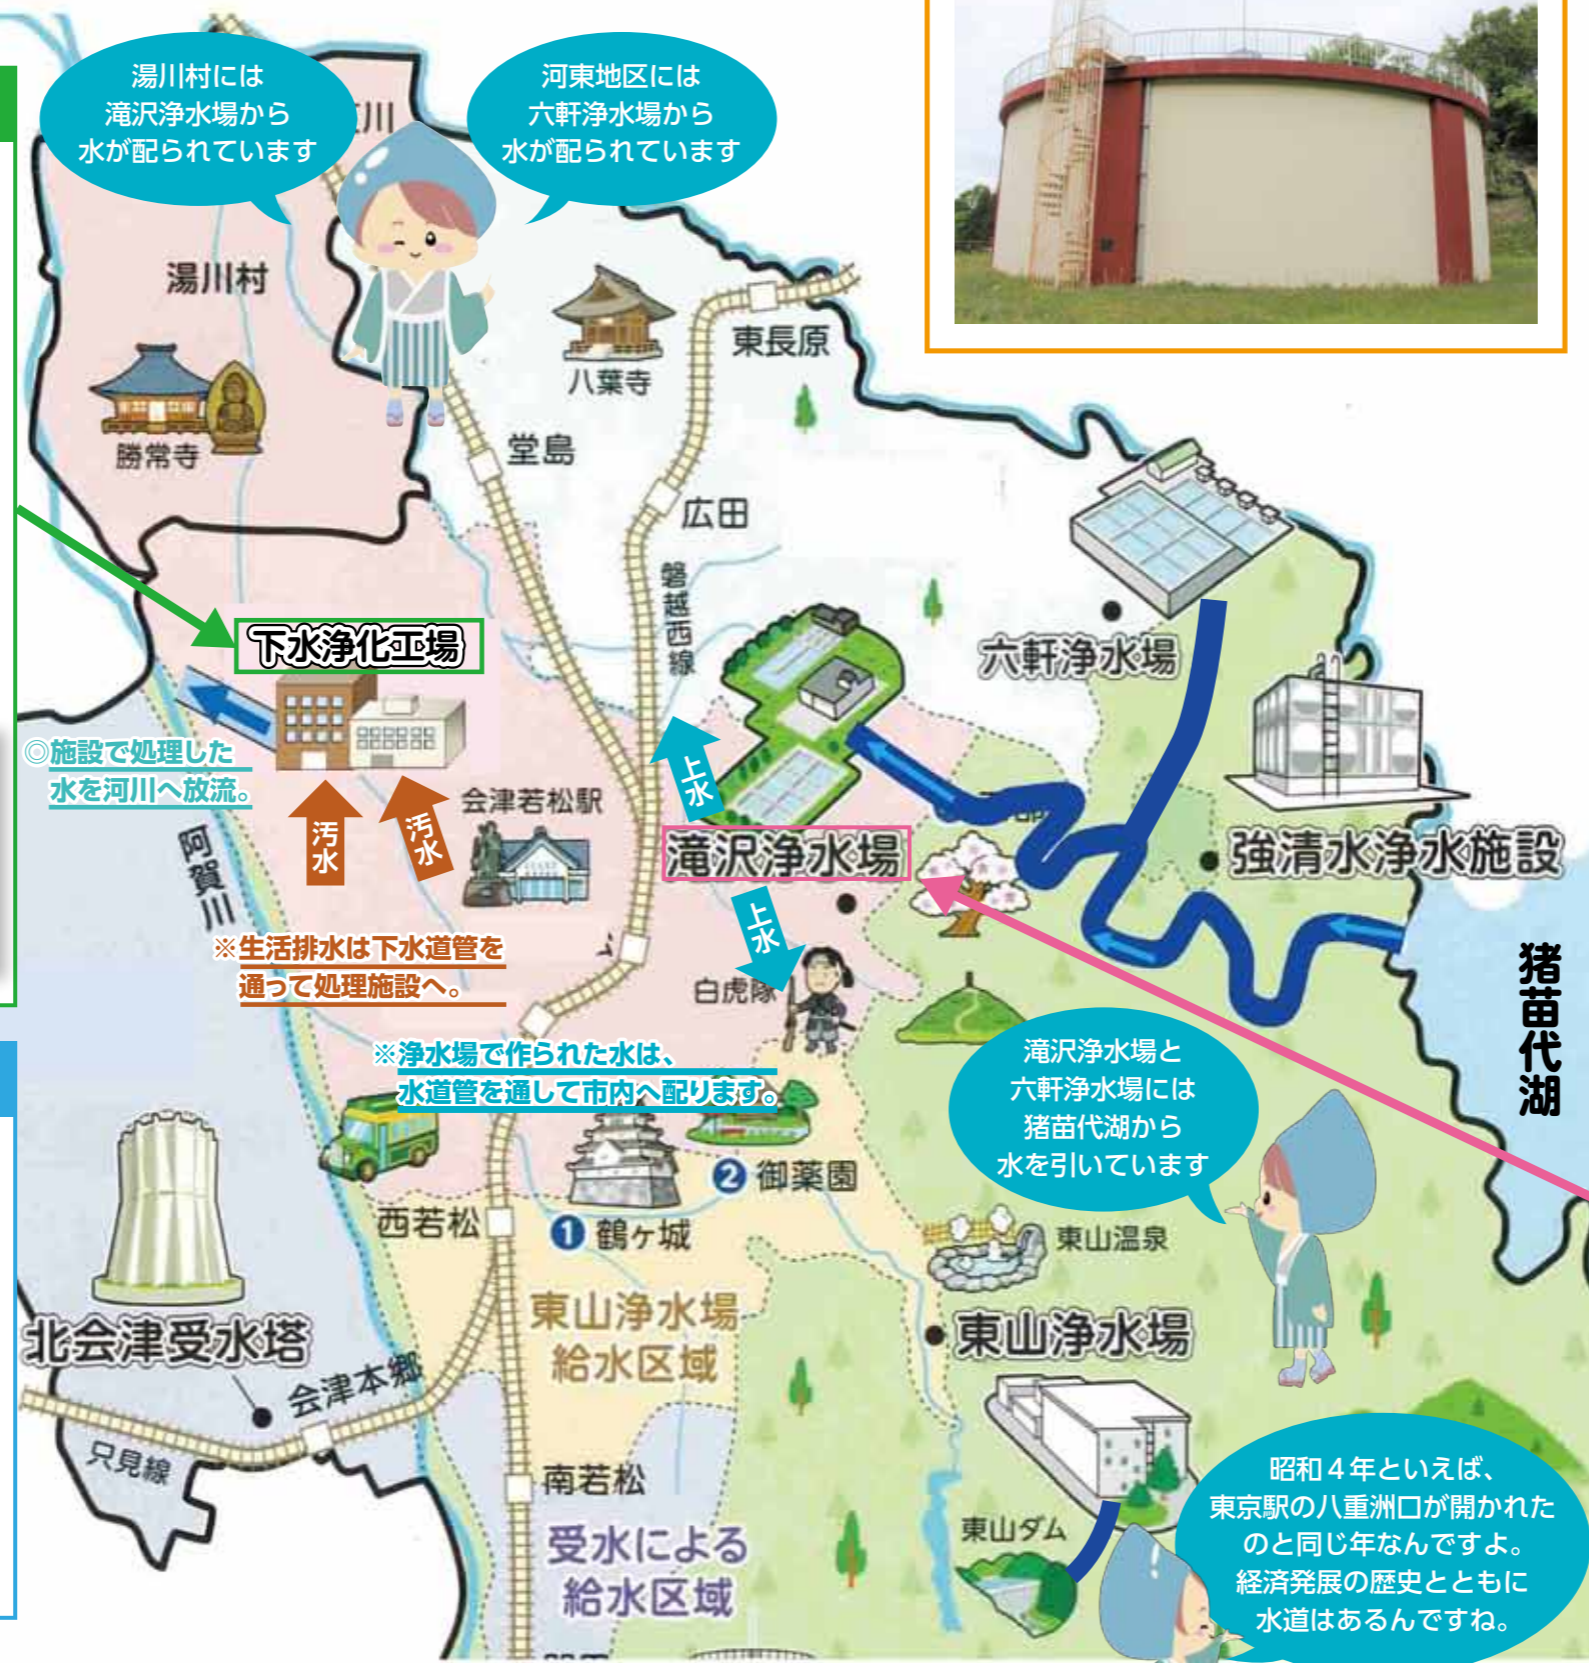 湯川村には
滝沢浄水場から
水が配られています
河東地区には
六軒浄水場から
水が配られています
川
湯川村
勝常寺
八葉寺
東長原
堂島
広田
磐越西線
下水浄化工場
六軒浄水場
◎施設で処理した
水を河川へ放流。
汚水
汚水
会津若松駅
上水
滝沢浄水場
強清水浄水施設
阿賀川
上水
※生活排水は下水道管を
通って処理施設へ。
白虎隊
猪苗代湖
※浄水場で作られた水は、
水道管を通して市内へ配ります。
滝沢浄水場と
六軒浄水場には
猪苗代湖から
水を引いています
西若松
❶ 鶴ヶ城
❷ 御薬園
東山温泉
東山浄水場
給水区域
東山浄水場
北会津受水塔
会津本郷
只見線
南若松
受水による
給水区域
東山ダム
昭和4年といえば、
東京駅の八重洲口が開かれた
のと同じ年なんですよ。
経済発展の歴史とともに
水道はあるんですね。